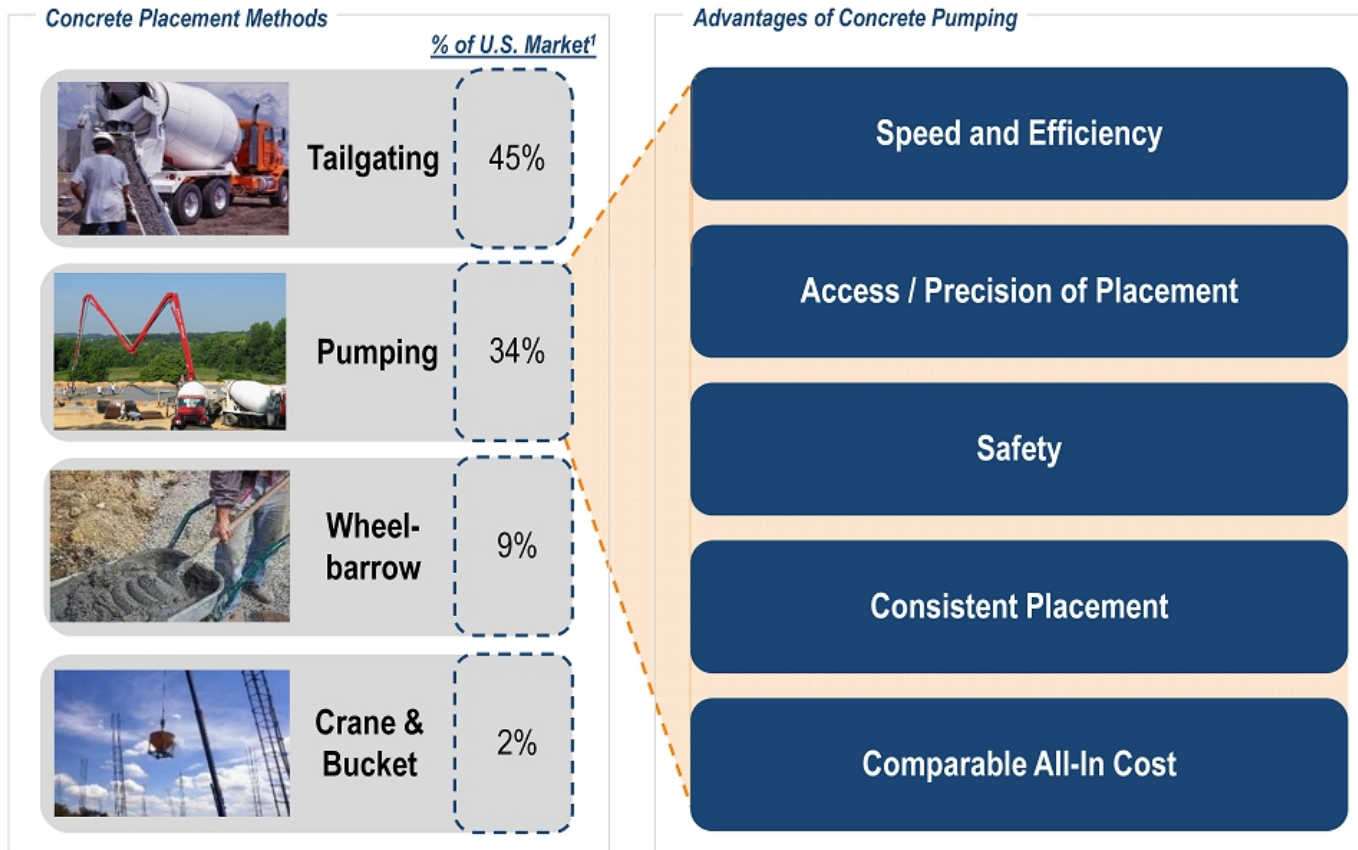 Concrete Placement Methods
% of U.S. Market¹
Tailgating
45%
Pumping
34%
Wheel-
barrow
9%
Crane &
Bucket
2%
Advantages of Concrete Pumping
Speed and Efficiency
Access / Precision of Placement
Safety
Consistent Placement
Comparable All-In Cost